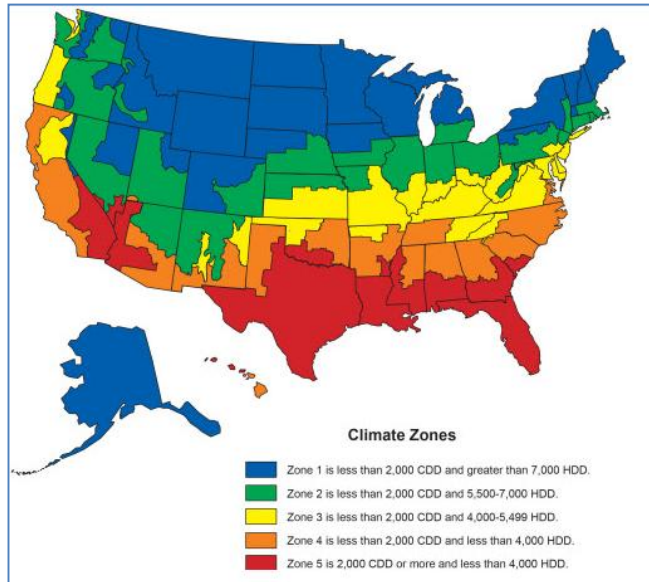 Climate Zones
Zone 1 is less than 2,000 CDD and greater than 7,000 HDD.
Zone 2 is less than 2,000 CDD and 5,500-7,000 HDD.
Zone 3 is less than 2,000 CDD and 4,000-5,499 HDD.
Zone 4 is less than 2,000 CDD and less than 4,000 HDD.
Zone 5 is 2,000 CDD or more and less than 4,000 HDD.